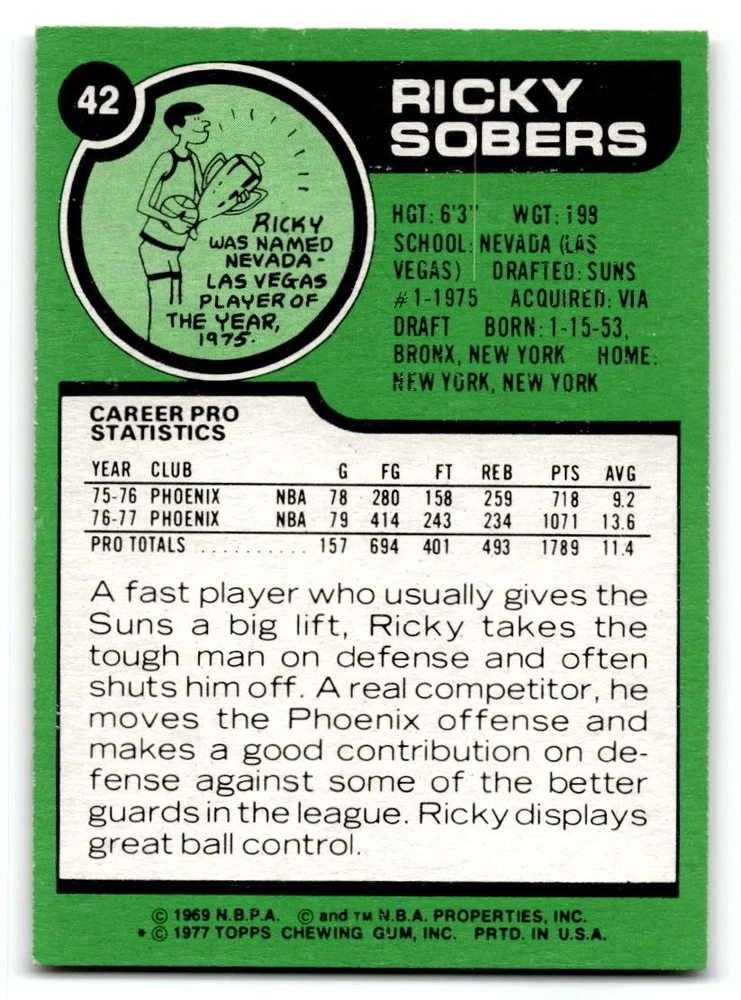 42
RICKY
SOBERS
RICKY
WAS NAMED
NEVADA-
LAS VEGAS
PLAYER OF
THE YEAR,
1975.
HGT: 6'3" WGT: 199
SCHOOL: NEVADA (LAS
VEGAS) DRAFTED: SUNS
#1-1975 ACQUIRED: VIA
DRAFT BORN: 1-15-53,
BRONX, NEW YORK HOME:
NEW YORK, NEW YORK
CAREER PRO
STATISTICS
YEAR CLUB G FG FT REB PTS AVG
75-76 PHOENIX NBA 78 280 158 259 718 9.2
76-77 PHOENIX NBA 79 414 243 234 1071 13.6
PRO TOTALS .......... 157 694 401 493 1789 11.4
A fast player who usually gives the
Suns a big lift, Ricky takes the
tough man on defense and often
shuts him off. A real competitor, he
moves the Phoenix offense and
makes a good contribution on de-
fense against some of the better
guards in the league. Ricky displays
great ball control.
© 1969 N.B.P.A. © and TM N.B.A. PROPERTIES, INC.
* © 1977 TOPPS CHEWING GUM, INC. PRTD. IN U.S.A.